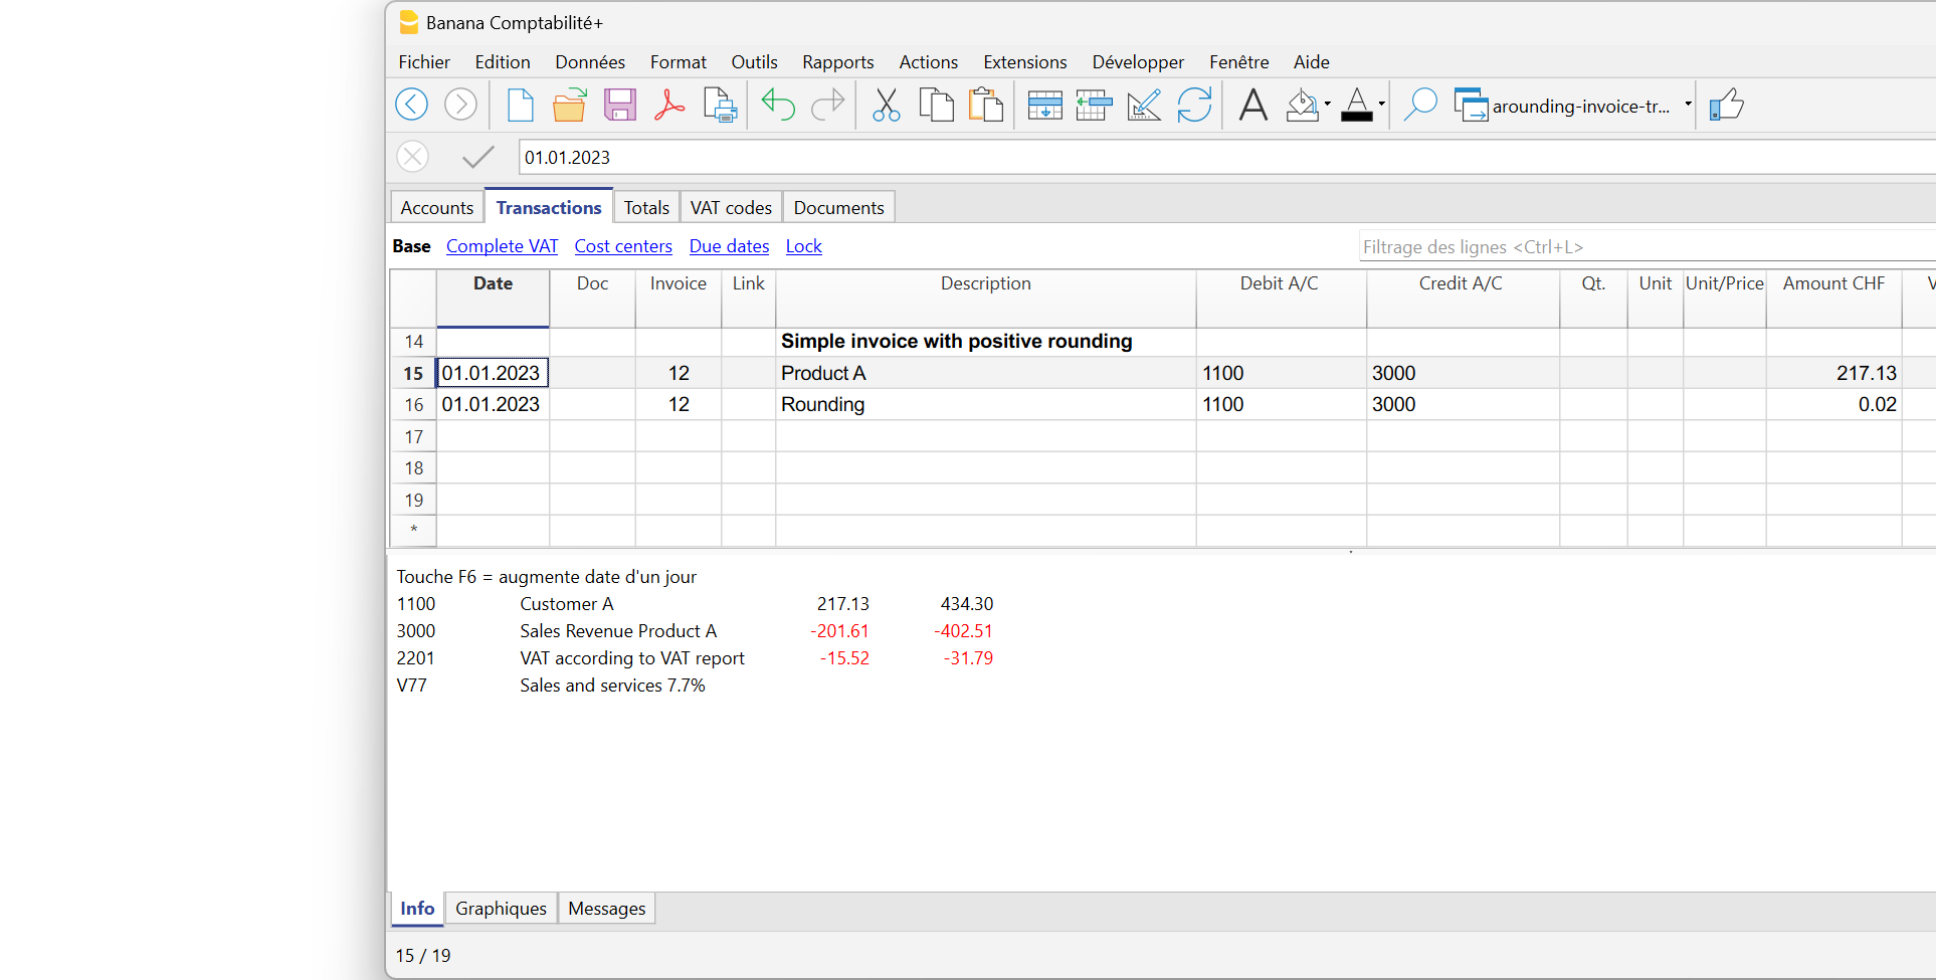 Banana Comptabilité+
Fichier Edition Données Format Outils Rapports Actions Extensions Développer Fenêtre Aide
arounding-invoice-tr...
01.01.2023
Accounts Transactions Totals VAT codes Documents
Base Complete VAT Cost centers Due dates Lock Filtrage des lignes <Ctrl+L>
Date Doc Invoice Link Description Debit A/C Credit A/C Qt. Unit Unit/Price Amount CHF V
14 Simple invoice with positive rounding
15 01.01.2023 12 Product A 1100 3000 217.13
16 01.01.2023 12 Rounding 1100 3000 0.02
17
18
19
*
Touche F6 = augmente date d'un jour
1100 Customer A 217.13 434.30
3000 Sales Revenue Product A -201.61 -402.51
2201 VAT according to VAT report -15.52 -31.79
V77 Sales and services 7.7%
Info Graphiques Messages
15 / 19